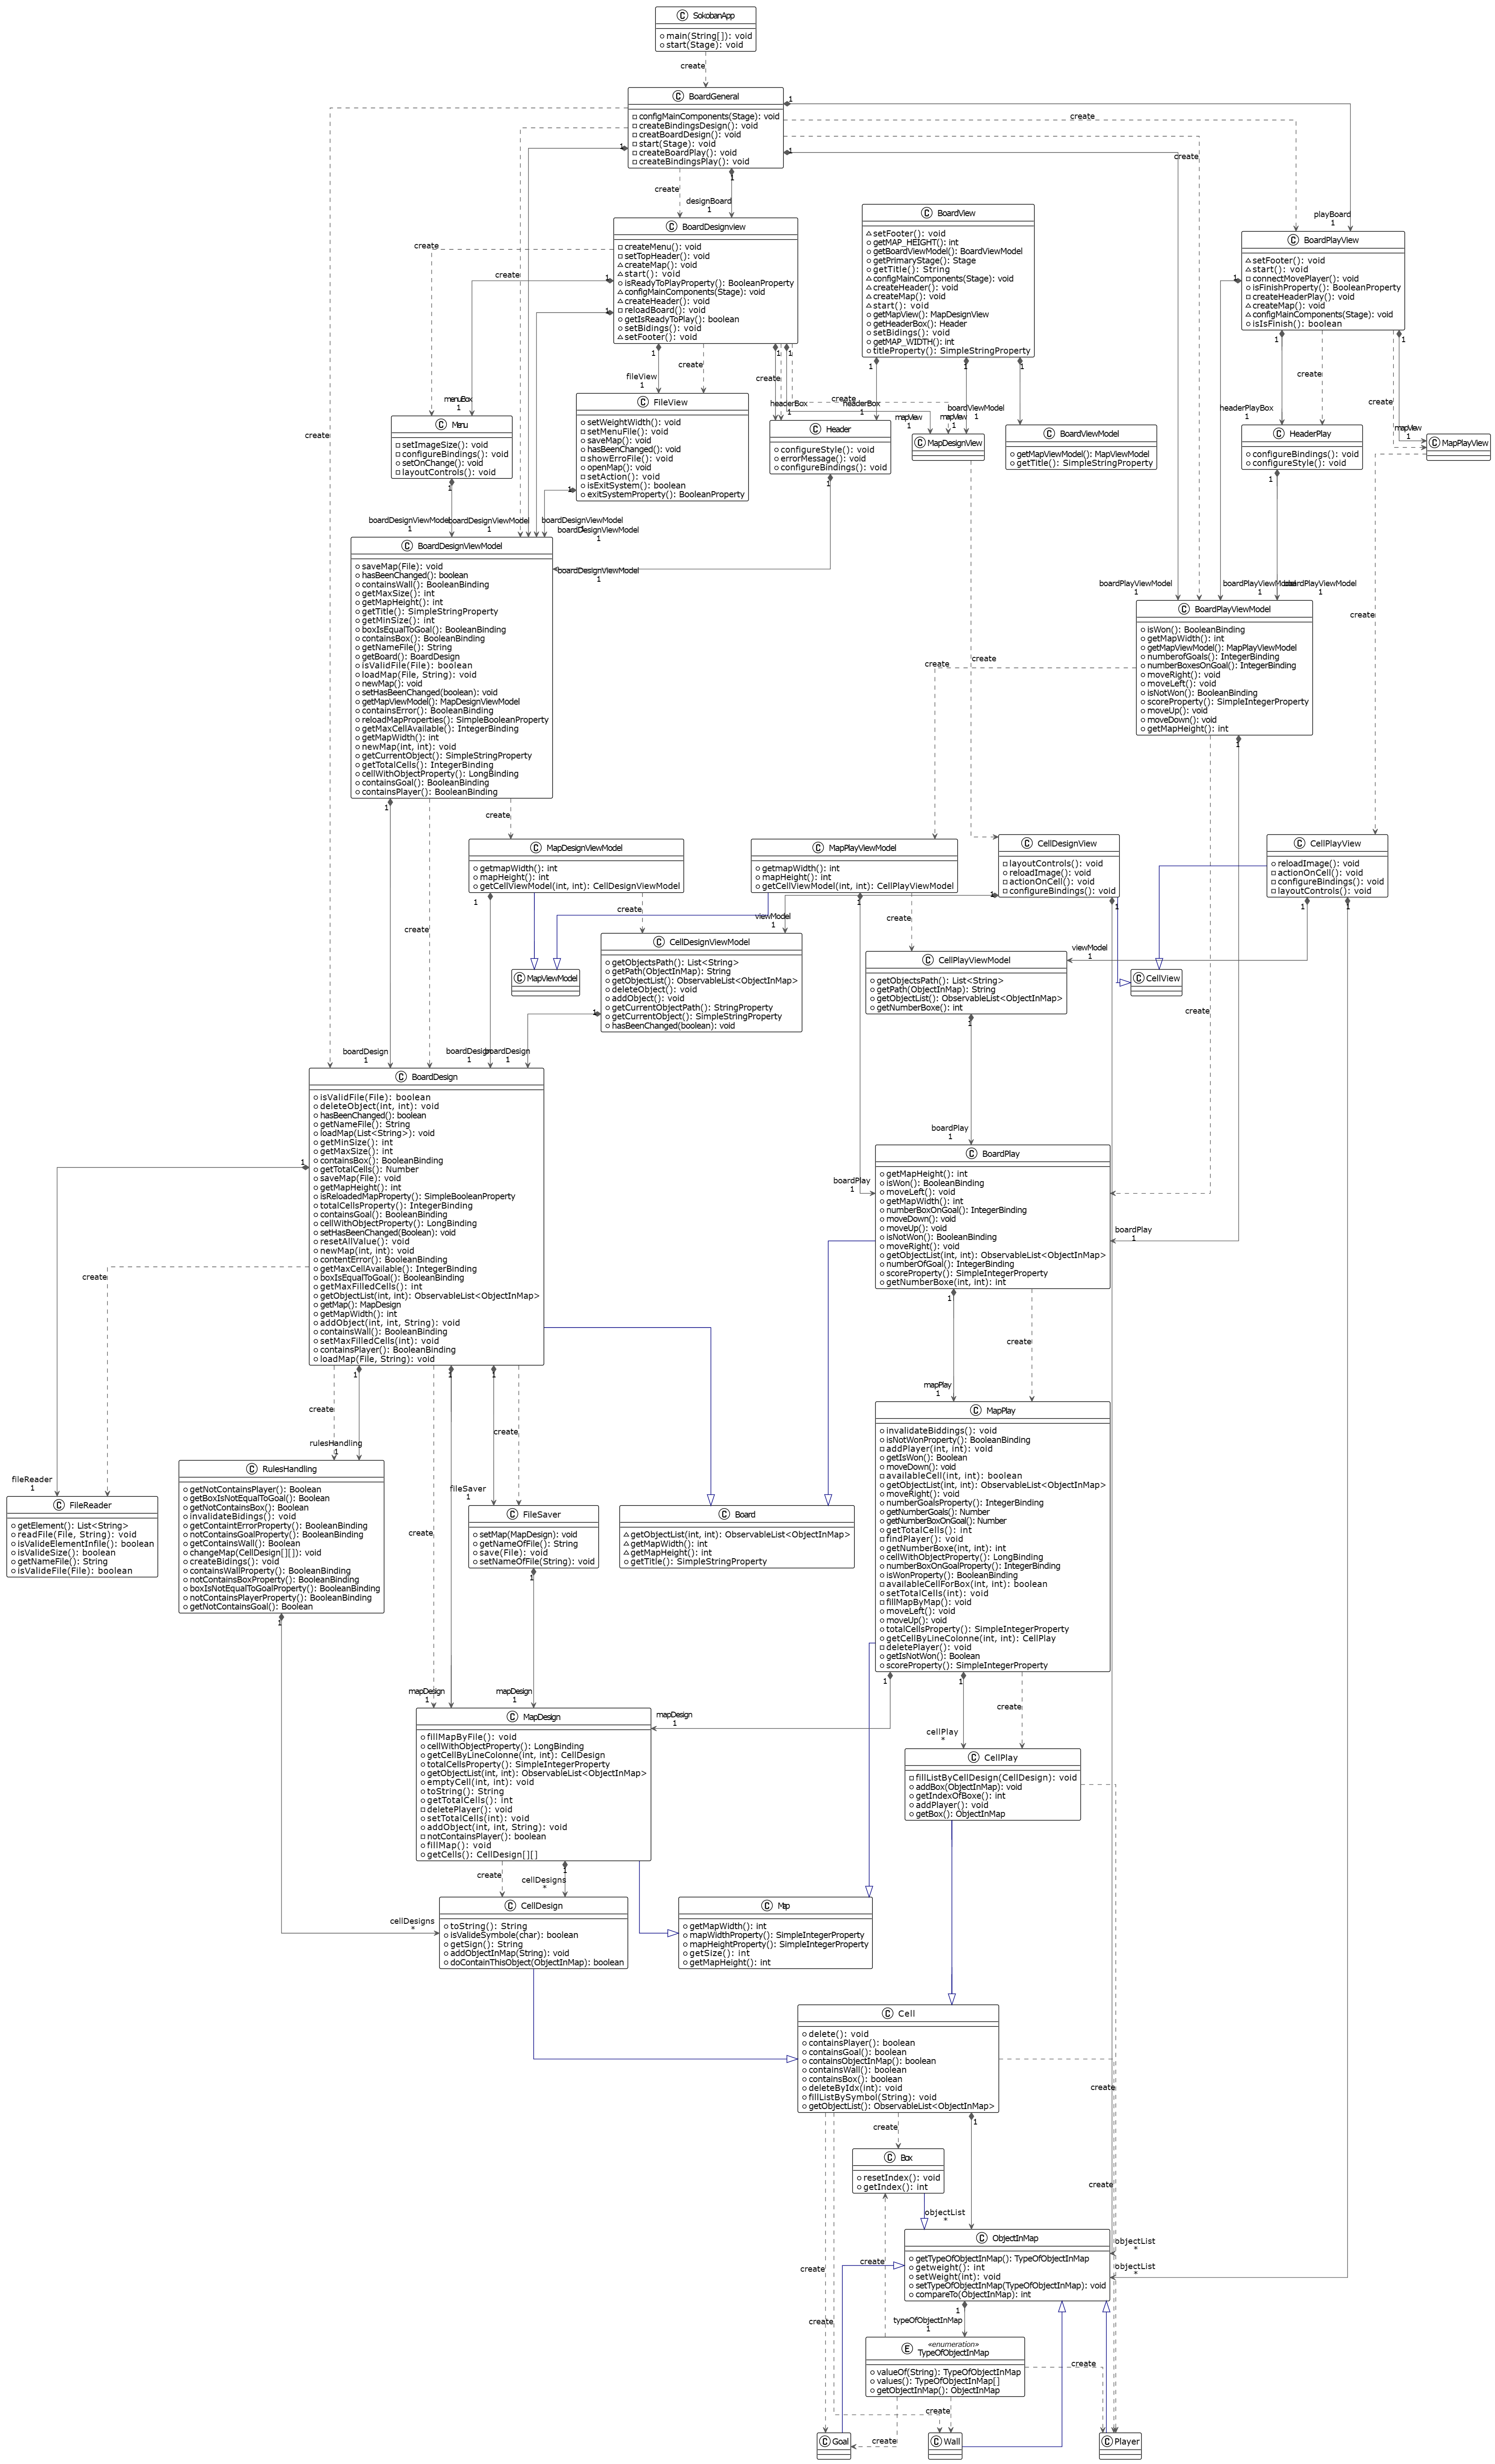 SokobanApp
main(String[]): void
start(Stage): void
create
BoardGeneral
configMainComponents(Stage): void
createBindingsDesign(): void
creatBoardDesign(): void
start(Stage): void
createBoardPlay(): void
createBindingsPlay(): void
1
1
1
1
1
create
create
create
designBoard
1
playBoard
1
BoardDesignview
createMenu(): void
setTopHeader(): void
createMap(): void
start(): void
isReadyToPlayProperty(): BooleanProperty
configMainComponents(Stage): void
createHeader(): void
reloadBoard(): void
getIsReadyToPlay(): boolean
setBidings(): void
setFooter(): void
BoardView
setFooter(): void
getMAP_HEIGHT(): int
getBoardViewModel(): BoardViewModel
getPrimaryStage(): Stage
getTitle(): String
configMainComponents(Stage): void
createHeader(): void
createMap(): void
start(): void
getMapView(): MapDesignView
getHeaderBox(): Header
setBidings(): void
getMAP_WIDTH(): int
titleProperty(): SimpleStringProperty
BoardPlayView
setFooter(): void
start(): void
connectMovePlayer(): void
isFinishProperty(): BooleanProperty
createHeaderPlay(): void
createMap(): void
configMainComponents(Stage): void
isIsFinish(): boolean
create
create
create
create
create
create
create
create
menuBox
1
fileView
1
headerBox
1
headerBox
1
mapView
1
mapView
1
boardViewModel
1
headerPlayBox
1
mapView
1
Menu
setImageSize(): void
configureBindings(): void
setOnChange(): void
layoutControls(): void
FileView
setWeightWidth(): void
setMenuFile(): void
saveMap(): void
hasBeenChanged(): void
showErroFile(): void
openMap(): void
setAction(): void
isExitSystem(): boolean
exitSystemProperty(): BooleanProperty
Header
configureStyle(): void
errorMessage(): void
configureBindings(): void
MapDesignView
BoardViewModel
getMapViewModel(): MapViewModel
getTitle(): SimpleStringProperty
HeaderPlay
configureBindings(): void
configureStyle(): void
MapPlayView
boardDesignViewModel
1
boardDesignViewModel
1
boardDesignViewModel
boardDesignViewModel
1
boardDesignViewModel
1
boardPlayViewModel
1
boardPlayViewModel
1
boardPlayViewModel
1
BoardDesignViewModel
saveMap(File): void
hasBeenChanged(): boolean
containsWall(): BooleanBinding
getMaxSize(): int
getMapHeight(): int
getTitle(): SimpleStringProperty
getMinSize(): int
boxIsEqualToGoal(): BooleanBinding
containsBox(): BooleanBinding
getNameFile(): String
getBoard(): BoardDesign
isValidFile(File): boolean
loadMap(File, String): void
newMap(): void
setHasBeenChanged(boolean): void
getMapViewModel(): MapDesignViewModel
containsError(): BooleanBinding
reloadMapProperties(): SimpleBooleanProperty
getMaxCellAvailable(): IntegerBinding
getMapWidth(): int
newMap(int, int): void
getCurrentObject(): SimpleStringProperty
getTotalCells(): IntegerBinding
cellWithObjectProperty(): LongBinding
containsGoal(): BooleanBinding
containsPlayer(): BooleanBinding
BoardPlayViewModel
isWon(): BooleanBinding
getMapWidth(): int
getMapViewModel(): MapPlayViewModel
numberofGoals(): IntegerBinding
numberBoxesOnGoal(): IntegerBinding
moveRight(): void
moveLeft(): void
isNotWon(): BooleanBinding
scoreProperty(): SimpleIntegerProperty
moveUp(): void
moveDown(): void
getMapHeight(): int
create
create
create
create
create
MapDesignViewModel
getmapWidth(): int
mapHeight(): int
getCellViewModel(int, int): CellDesignViewModel
MapPlayViewModel
getmapWidth(): int
mapHeight(): int
getCellViewModel(int, int): CellPlayViewModel
CellDesignView
layoutControls(): void
reloadImage(): void
actionOnCell(): void
configureBindings(): void
CellPlayView
reloadImage(): void
actionOnCell(): void
configureBindings(): void
layoutControls(): void
create
create
create
viewModel
1
viewModel
1
CellDesignViewModel
getObjectsPath(): List<String>
getPath(ObjectInMap): String
getObjectList(): ObservableList<ObjectInMap>
deleteObject(): void
addObject(): void
getCurrentObjectPath(): StringProperty
getCurrentObject(): SimpleStringProperty
hasBeenChanged(boolean): void
MapViewModel
CellPlayViewModel
getObjectsPath(): List<String>
getPath(ObjectInMap): String
getObjectList(): ObservableList<ObjectInMap>
getNumberBoxe(): int
CellView
create
boardDesign
1
boardDesign
1
boardDesign
1
BoardDesign
isValidFile(File): boolean
deleteObject(int, int): void
hasBeenChanged(): boolean
getNameFile(): String
loadMap(List<String>): void
getMinSize(): int
getMaxSize(): int
containsBox(): BooleanBinding
getTotalCells(): Number
saveMap(File): void
getMapHeight(): int
isReloadedMapProperty(): SimpleBooleanProperty
totalCellsProperty(): IntegerBinding
containsGoal(): BooleanBinding
cellWithObjectProperty(): LongBinding
setHasBeenChanged(Boolean): void
resetAllValue(): void
newMap(int, int): void
contentError(): BooleanBinding
getMaxCellAvailable(): IntegerBinding
boxIsEqualToGoal(): BooleanBinding
getMaxFilledCells(): int
getObjectList(int, int): ObservableList<ObjectInMap>
getMap(): MapDesign
getMapWidth(): int
addObject(int, int, String): void
containsWall(): BooleanBinding
setMaxFilledCells(int): void
containsPlayer(): BooleanBinding
loadMap(File, String): void
boardPlay
1
boardPlay
1
boardPlay
1
BoardPlay
getMapHeight(): int
isWon(): BooleanBinding
moveLeft(): void
getMapWidth(): int
numberBoxOnGoal(): IntegerBinding
moveDown(): void
moveUp(): void
isNotWon(): BooleanBinding
moveRight(): void
getObjectList(int, int): ObservableList<ObjectInMap>
numberOfGoal(): IntegerBinding
scoreProperty(): SimpleIntegerProperty
getNumberBoxe(int, int): int
create
create
create
create
create
mapPlay
1
fileReader
1
rulesHandling
1
fileSaver
1
FileReader
getElement(): List<String>
readFile(File, String): void
isValideElementInfile(): boolean
isValideSize(): boolean
getNameFile(): String
isValideFile(File): boolean
RulesHandling
getNotContainsPlayer(): Boolean
getBoxIsNotEqualToGoal(): Boolean
getNotContainsBox(): Boolean
invalidateBidings(): void
getContaintErrorProperty(): BooleanBinding
notContainsGoalProperty(): BooleanBinding
getContainsWall(): Boolean
changeMap(CellDesign[][]): void
createBidings(): void
containsWallProperty(): BooleanBinding
notContainsBoxProperty(): BooleanBinding
boxIsNotEqualToGoalProperty(): BooleanBinding
notContainsPlayerProperty(): BooleanBinding
getNotContainsGoal(): Boolean
FileSaver
setMap(MapDesign): void
getNameOfFile(): String
save(File): void
setNameOfFile(String): void
Board
getObjectList(int, int): ObservableList<ObjectInMap>
getMapWidth(): int
getMapHeight(): int
getTitle(): SimpleStringProperty
MapPlay
invalidateBiddings(): void
isNotWonProperty(): BooleanBinding
addPlayer(int, int): void
getIsWon(): Boolean
moveDown(): void
availableCell(int, int): boolean
getObjectList(int, int): ObservableList<ObjectInMap>
moveRight(): void
numberGoalsProperty(): IntegerBinding
getNumberGoals(): Number
getNumberBoxOnGoal(): Number
getTotalCells(): int
findPlayer(): void
getNumberBoxe(int, int): int
cellWithObjectProperty(): LongBinding
numberBoxOnGoalProperty(): IntegerBinding
isWonProperty(): BooleanBinding
availableCellForBox(int, int): boolean
setTotalCells(int): void
fillMapByMap(): void
moveLeft(): void
moveUp(): void
totalCellsProperty(): SimpleIntegerProperty
getCellByLineColonne(int, int): CellPlay
deletePlayer(): void
getIsNotWon(): Boolean
scoreProperty(): SimpleIntegerProperty
mapDesign
1
mapDesign
1
mapDesign
1
create
cellPlay
*
MapDesign
fillMapByFile(): void
cellWithObjectProperty(): LongBinding
getCellByLineColonne(int, int): CellDesign
totalCellsProperty(): SimpleIntegerProperty
getObjectList(int, int): ObservableList<ObjectInMap>
emptyCell(int, int): void
toString(): String
getTotalCells(): int
deletePlayer(): void
setTotalCells(int): void
addObject(int, int, String): void
notContainsPlayer(): boolean
fillMap(): void
getCells(): CellDesign[][]
CellPlay
fillListByCellDesign(CellDesign): void
addBox(ObjectInMap): void
getIndexOfBoxe(): int
addPlayer(): void
getBox(): ObjectInMap
create
cellDesigns
*
cellDesigns
*
CellDesign
toString(): String
isValideSymbole(char): boolean
getSign(): String
addObjectInMap(String): void
doContainThisObject(ObjectInMap): boolean
Map
getMapWidth(): int
mapWidthProperty(): SimpleIntegerProperty
mapHeightProperty(): SimpleIntegerProperty
getSize(): int
getMapHeight(): int
Cell
delete(): void
containsPlayer(): boolean
containsGoal(): boolean
containsObjectInMap(): boolean
containsWall(): boolean
containsBox(): boolean
deleteByIdx(int): void
fillListBySymbol(String): void
getObjectList(): ObservableList<ObjectInMap>
create
create
create
Box
resetIndex(): void
getIndex(): int
objectList
*
objectList
*
objectList
*
ObjectInMap
getTypeOfObjectInMap(): TypeOfObjectInMap
getweight(): int
setWeight(int): void
setTypeOfObjectInMap(TypeOfObjectInMap): void
compareTo(ObjectInMap): int
create
create
create
typeOfObjectInMap
1
«enumeration»
TypeOfObjectInMap
valueOf(String): TypeOfObjectInMap
values(): TypeOfObjectInMap[]
getObjectInMap(): ObjectInMap
create
create
create
Goal
Wall
Player